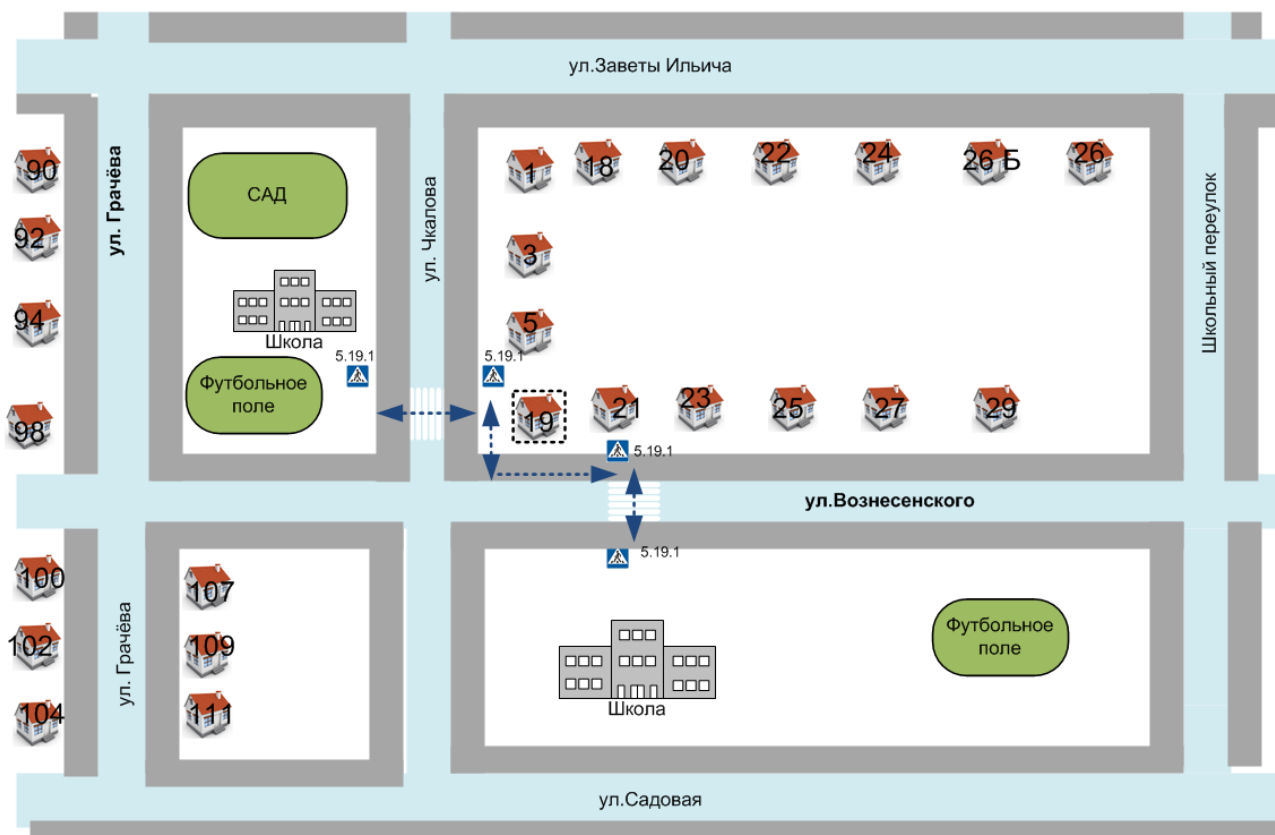 ул.Заветы Ильича
90
ул. Грачёва
САД
ул. Чкалова
1
18
20
22
24
26 Б
26
Школьный переулок
92
3
94
Школа
5
5.19.1
5.19.1
98
Футбольное
поле
19
21
23
25
27
29
5.19.1
ул.Вознесенского
5.19.1
100
107
102
109
ул. Грачёва
104
111
Школа
Футбольное
поле
ул.Садовая